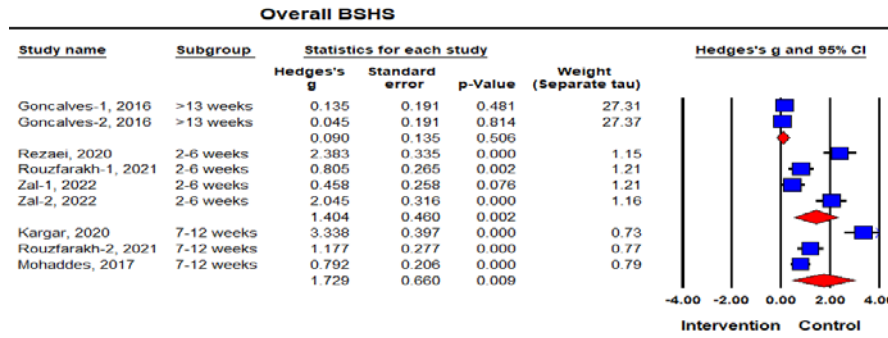 Overall BSHS
Study name Subgroup Statistics for each study Hedges's g and 95% CI
Hedges's g Standard error p-Value Weight (Separate tau)
Goncalves-1, 2016 >13 weeks 0.135 0.191 0.481 27.31
Goncalves-2, 2016 >13 weeks 0.045 0.191 0.814 27.37
0.090 0.135 0.506
Rezaei, 2020 2-6 weeks 2.383 0.335 0.000 1.15
Rouzfarakh-1, 2021 2-6 weeks 0.805 0.265 0.002 1.21
Zal-1, 2022 2-6 weeks 0.458 0.258 0.076 1.21
Zal-2, 2022 2-6 weeks 2.045 0.316 0.000 1.16
1.404 0.460 0.002
Kargar, 2020 7-12 weeks 3.338 0.397 0.000 0.73
Rouzfarakh-2, 2021 7-12 weeks 1.177 0.277 0.000 0.77
Mohaddes, 2017 7-12 weeks 0.792 0.206 0.000 0.79
1.729 0.660 0.009
-4.00 -2.00 0.00 2.00 4.00
Intervention Control